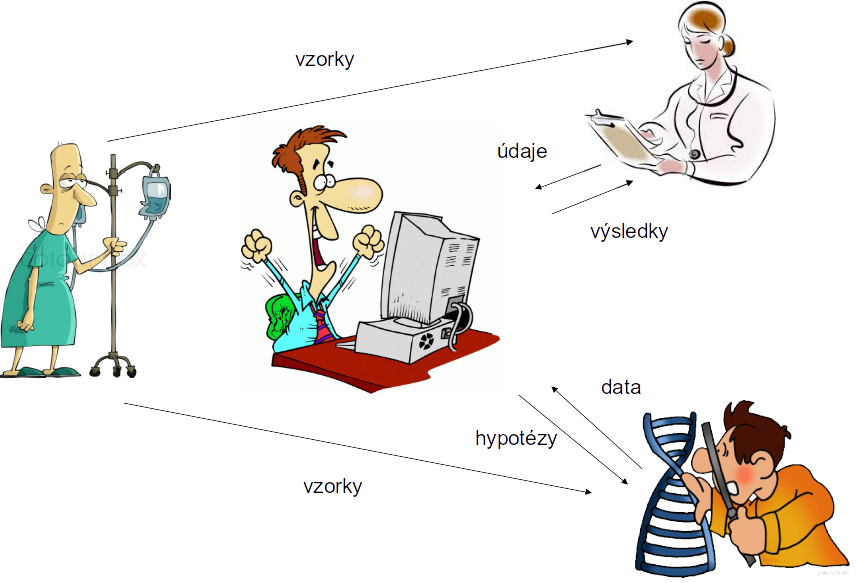 vzorky
údaje
výsledky
data
hypotézy
vzorky